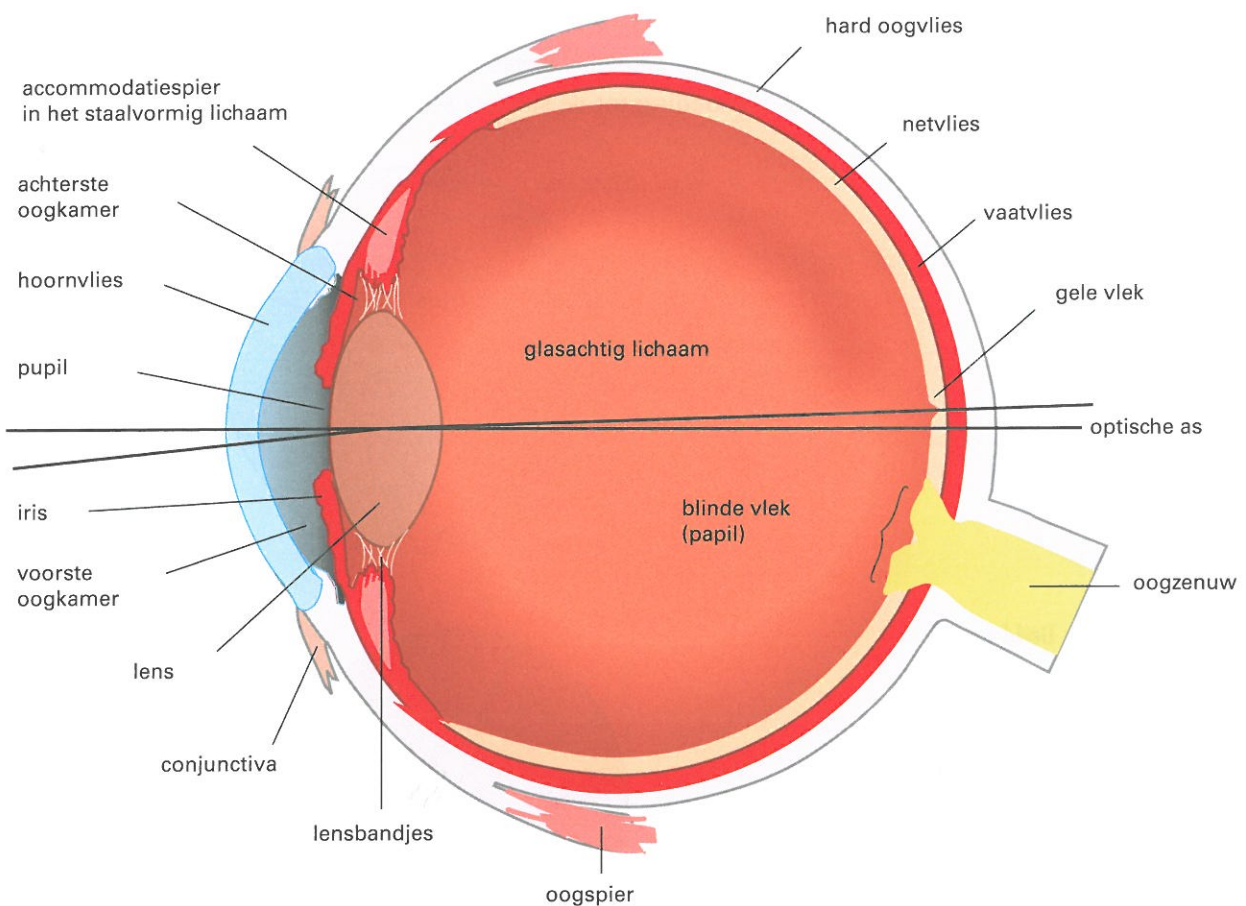 hard oogvlies
accommodatiespier
in het staalvormig lichaam
netvlies
achterste
oogkamer
vaatvlies
hoornvlies
gele vlek
glasachtig lichaam
pupil
optische as
blinde vlek
(papil)
iris
voorste
oogkamer
oogzenuw
lens
conjunctiva
lensbandjes
oogspier